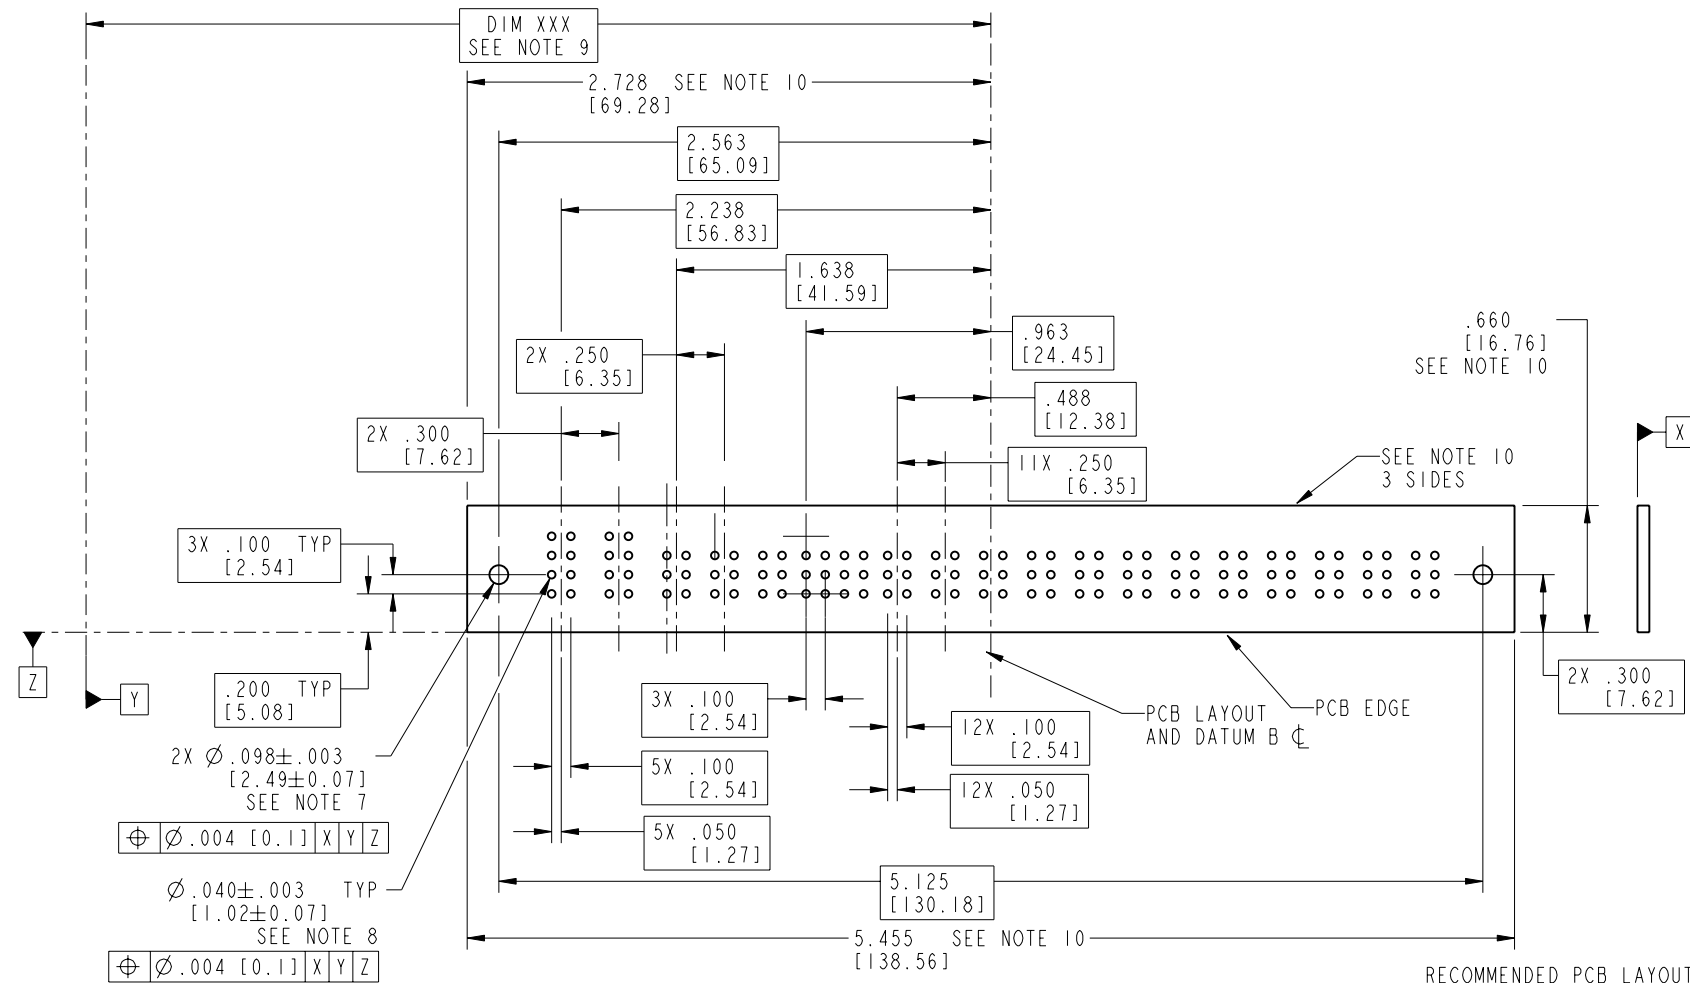 DIM XXX
SEE NOTE 9
2.728 SEE NOTE 10
[69.28]
2.563
[65.09]
2.238
[56.83]
1.638
[41.59]
.963
[24.45]
.660
[16.76]
SEE NOTE 10
2X .250
[6.35]
.488
[12.38]
2X .300
[7.62]
X
11X .250
[6.35]
SEE NOTE 10
3 SIDES
3X .100 TYP
[2.54]
Z
Y
.200 TYP
[5.08]
3X .100
[2.54]
12X .100
[2.54]
PCB LAYOUT
AND DATUM B ℄
PCB EDGE
2X .300
[7.62]
2X Ø.098±.003
[2.49±0.07]
SEE NOTE 7
⌖ Ø.004 [0.1] X Y Z
5X .100
[2.54]
12X .050
[1.27]
5X .050
[1.27]
Ø.040±.003 TYP
[1.02±0.07]
SEE NOTE 8
⌖ Ø.004 [0.1] X Y Z
5.125
[130.18]
5.455 SEE NOTE 10
[138.56]
RECOMMENDED PCB LAYOUT